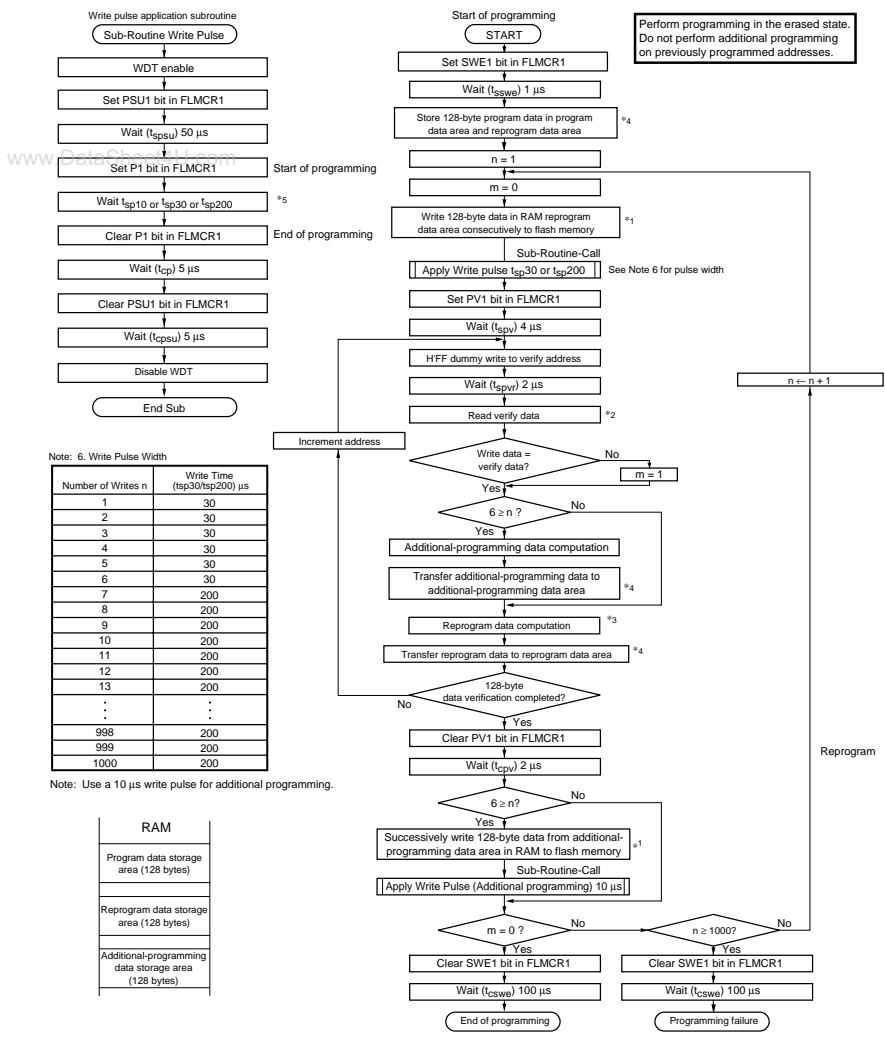 Write pulse application subroutine
Sub-Routine Write Pulse
WDT enable
Set PSU1 bit in FLMCR1
Wait (tspsu) 50 µs
www.DataSheet4U.com
Set P1 bit in FLMCR1
Start of programming
Wait tsp10 or tsp30 or tsp200
*5
Clear P1 bit in FLMCR1
End of programming
Wait (tcp) 5 µs
Clear PSU1 bit in FLMCR1
Wait (tcpsu) 5 µs
Disable WDT
End Sub
Note: 6. Write Pulse Width
Number of Writes n
Write Time
(tsp30/tsp200) µs
1 30
2 30
3 30
4 30
5 30
6 30
7 200
8 200
9 200
10 200
11 200
12 200
13 200
998 200
999 200
1000 200
Note: Use a 10 µs write pulse for additional programming.
RAM
Program data storage
area (128 bytes)
Reprogram data storage
area (128 bytes)
Additional-programming
data storage area
(128 bytes)
Start of programming
START
Set SWE1 bit in FLMCR1
Wait (tsswe) 1 µs
Store 128-byte program data in program
data area and reprogram data area
*4
n = 1
m = 0
Write 128-byte data in RAM reprogram
data area consecutively to flash memory
*1
Sub-Routine-Call
Apply Write pulse tsp30 or tsp200
See Note 6 for pulse width
Set PV1 bit in FLMCR1
Wait (tspv) 4 µs
H'FF dummy write to verify address
Wait (tspvr) 2 µs
Read verify data
*2
Increment address
Write data =
verify data?
No
m = 1
Yes
6 ≥ n ?
No
Yes
Additional-programming data computation
Transfer additional-programming data to
additional-programming data area
*4
Reprogram data computation
*3
Transfer reprogram data to reprogram data area
*4
128-byte
data verification completed?
No
Yes
Clear PV1 bit in FLMCR1
Wait (tcpv) 2 µs
6 ≥ n?
No
Yes
Successively write 128-byte data from additional-
programming data area in RAM to flash memory
*1
Sub-Routine-Call
Apply Write Pulse (Additional programming) 10 µs
m = 0 ?
No
Yes
Clear SWE1 bit in FLMCR1
Wait (tcswe) 100 µs
End of programming
n ≥ 1000?
No
Yes
Clear SWE1 bit in FLMCR1
Wait (tcswe) 100 µs
Programming failure
Perform programming in the erased state.
Do not perform additional programming
on previously programmed addresses.
n ← n + 1
Reprogram